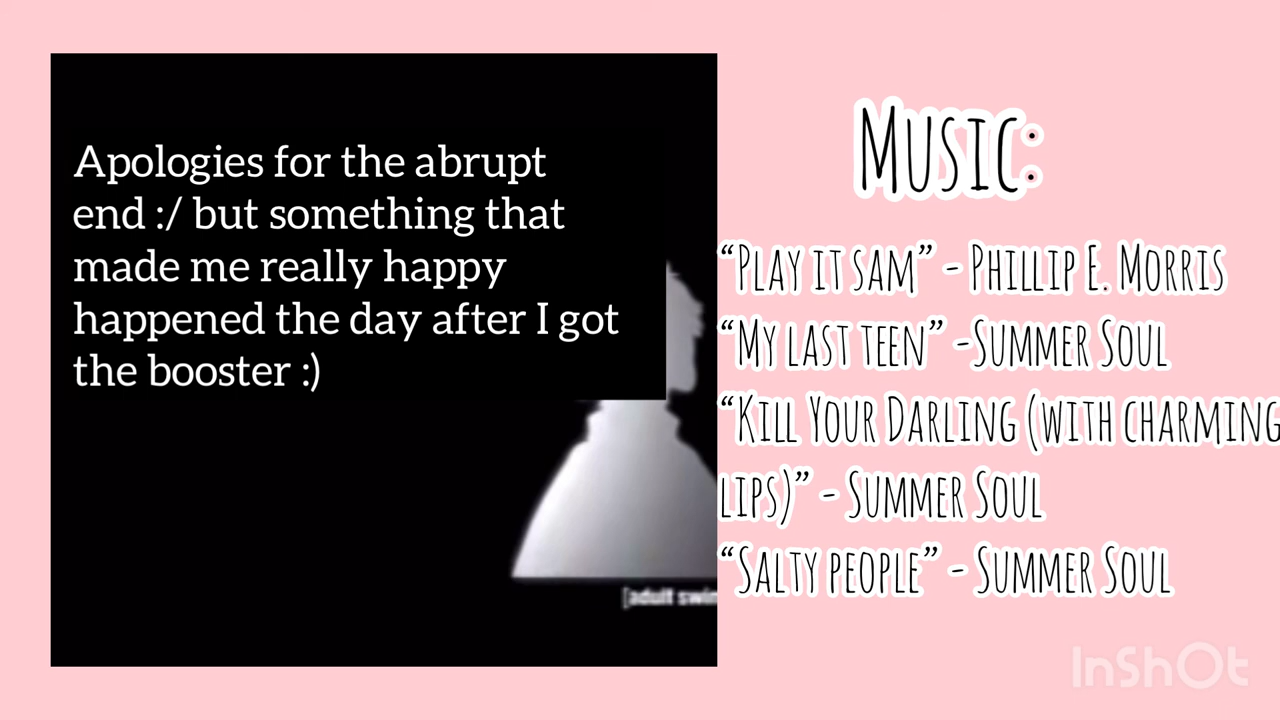 Apologies for the abrupt
end :/ but something that
made me really happy
happened the day after I got
the booster :)
[adult swim
Music:
“Play it Sam” - Phillip E. Morris
“My last teen” -Summer Soul
“Kill Your Darling (with charming
lips)” - Summer Soul
“Salty people” - Summer Soul
InShOt